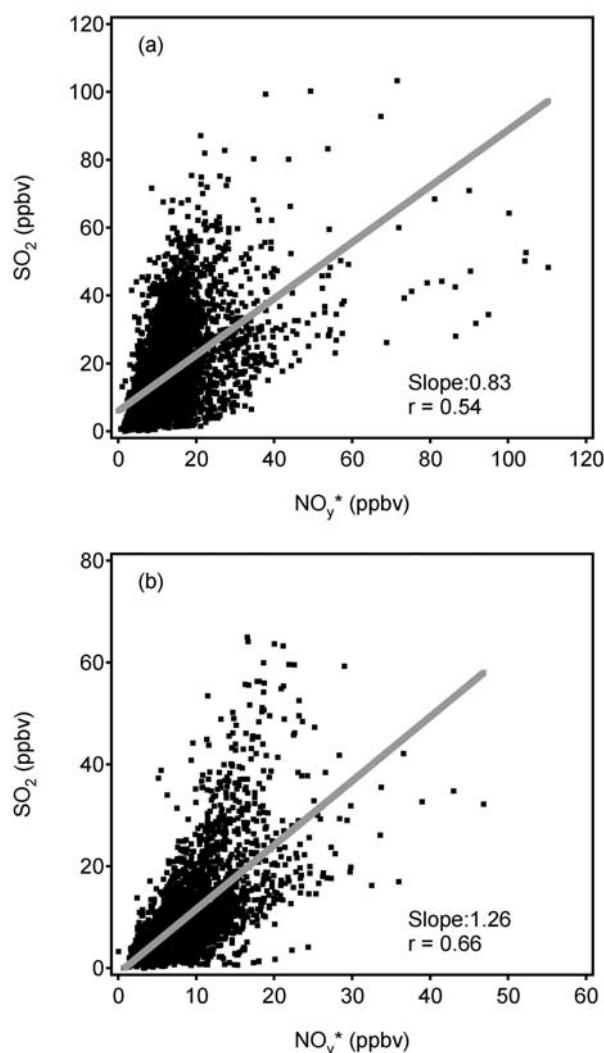 (a)
120
100
80
60
40
20
0
SO₂ (ppbv)
Slope:0.83
r = 0.54
0 20 40 60 80 100 120
NOy* (ppbv)
(b)
80
60
40
20
0
SO₂ (ppbv)
Slope:1.26
r = 0.66
0 10 20 30 40 50 60
NOy* (ppbv)